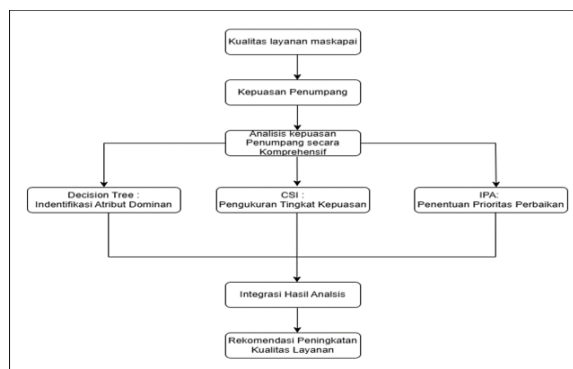 Kualitas layanan maskapai
Kepuasan Penumpang
Analisis kepuasan
Penumpang secara
Komprehensif
Decision Tree :
Indentifikasi Atribut Dominan
CSI :
Pengukuran Tingkat Kepuasan
IPA:
Penentuan Prioritas Perbaikan
Integrasi Hasil Analsis
Rekomendasi Peningkatan
Kualitas Layanan